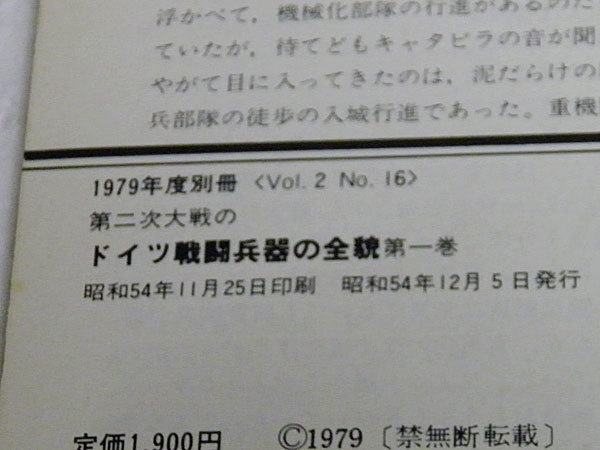 浮かべて，機械化部隊の行進があるのだ
ていたが，待てどもキャタピラの音が聞
やがて目に入ってきたのは，泥だらけの
兵部隊の徒歩の入城行進であった。重機
1979年度別冊〈Vol. 2 No. 16〉
第二次大戦の
ドイツ戦闘兵器の全貌第一巻
昭和54年11月25日印刷　昭和54年12月5日発行
定価1,900円　©1979〔禁無断転載〕